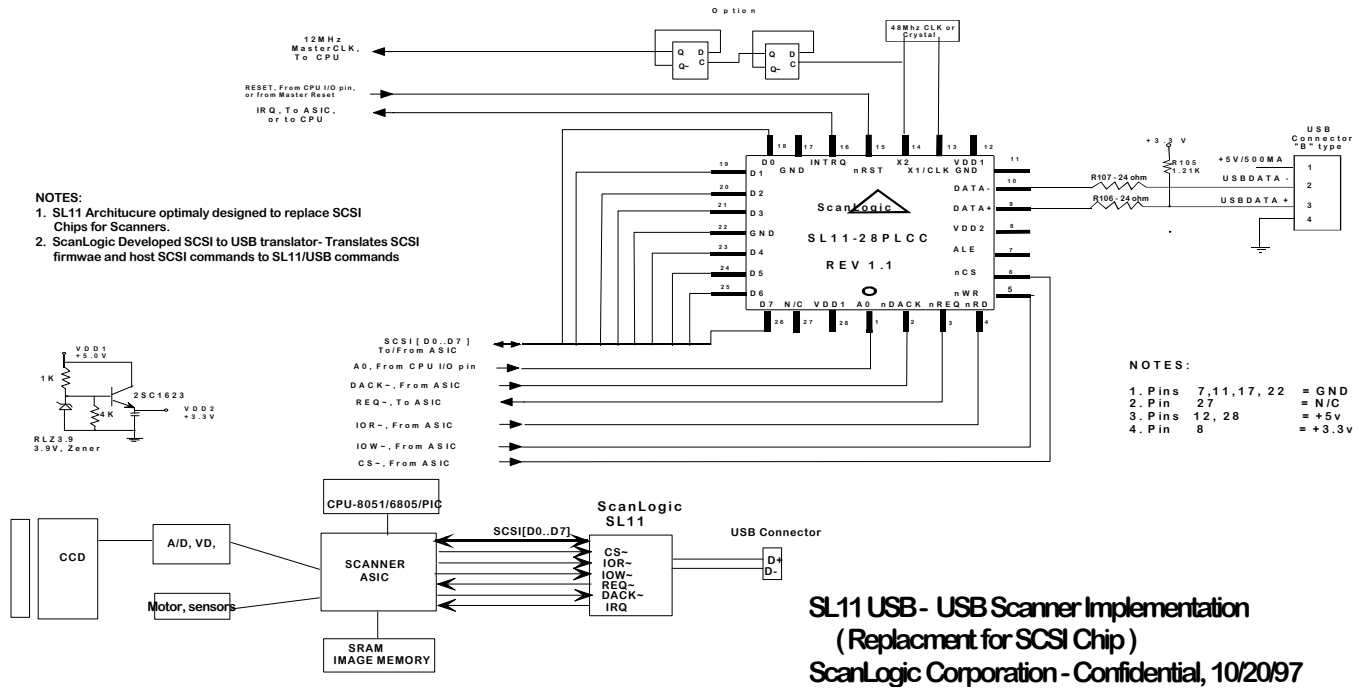 Option
12MHz
MasterCLK,
To CPU
Q D
Q~ C
Q D
Q~ C
48Mhz CLK or
Crystal
RESET, From CPU I/O pin,
or from Master Reset
IRQ, To ASIC,
or to CPU
18 17 16 15 14 13 12
D0 GND INTRQ nRST X2 X1/CLK VDD1 GND
11
19 D1
20 D2
21 D3
22 GND
23 D4
24 D5
25 D6
ScanLogic
SL11-28PLCC
REV 1.1
DATA- 10
DATA+ 9
VDD2 8
ALE 7
nCS 6
nWR 5
D7 N/C VDD1 A0 nDACK nREQ nRD
26 27 28 1 2 3 4
+3.3 V
R105
1.21K
R107 - 24 ohm
R106 - 24 ohm
USB
Connector
"B" type
+5V/500MA 1
USBDATA - 2
USBDATA + 3
4
NOTES:
1. SL11 Architucure optimaly designed to replace SCSI
Chips for Scanners.
2. ScanLogic Developed SCSI to USB translator- Translates SCSI
firmwae and host SCSI commands to SL11/USB commands
SCSI [ D0..D7 ]
To/From ASIC
A0, From CPU I/O pin
DACK~, From ASIC
REQ~, To ASIC
IOR~, From ASIC
IOW~, From ASIC
CS~, From ASIC
VDD1
+5.0V
1K
2SC1623
4K
VDD2
+3.3V
RLZ3.9
3.9V, Zener
NOTES:
1. Pins 7,11,17, 22 = GND
2. Pin 27 = N/C
3. Pins 12, 28 = +5v
4. Pin 8 = +3.3v
CPU-8051/6805/PIC
CCD
A/D, VD,
Motor, sensors
SCANNER
ASIC
SRAM
IMAGE MEMORY
SCSI[D0..D7]
ScanLogic
SL11
CS~
IOR~
IOW~
REQ~
DACK~
IRQ
USB Connector
D+
D-
SL11 USB - USB Scanner Implementation
( Replacment for SCSI Chip )
ScanLogic Corporation - Confidential, 10/20/97